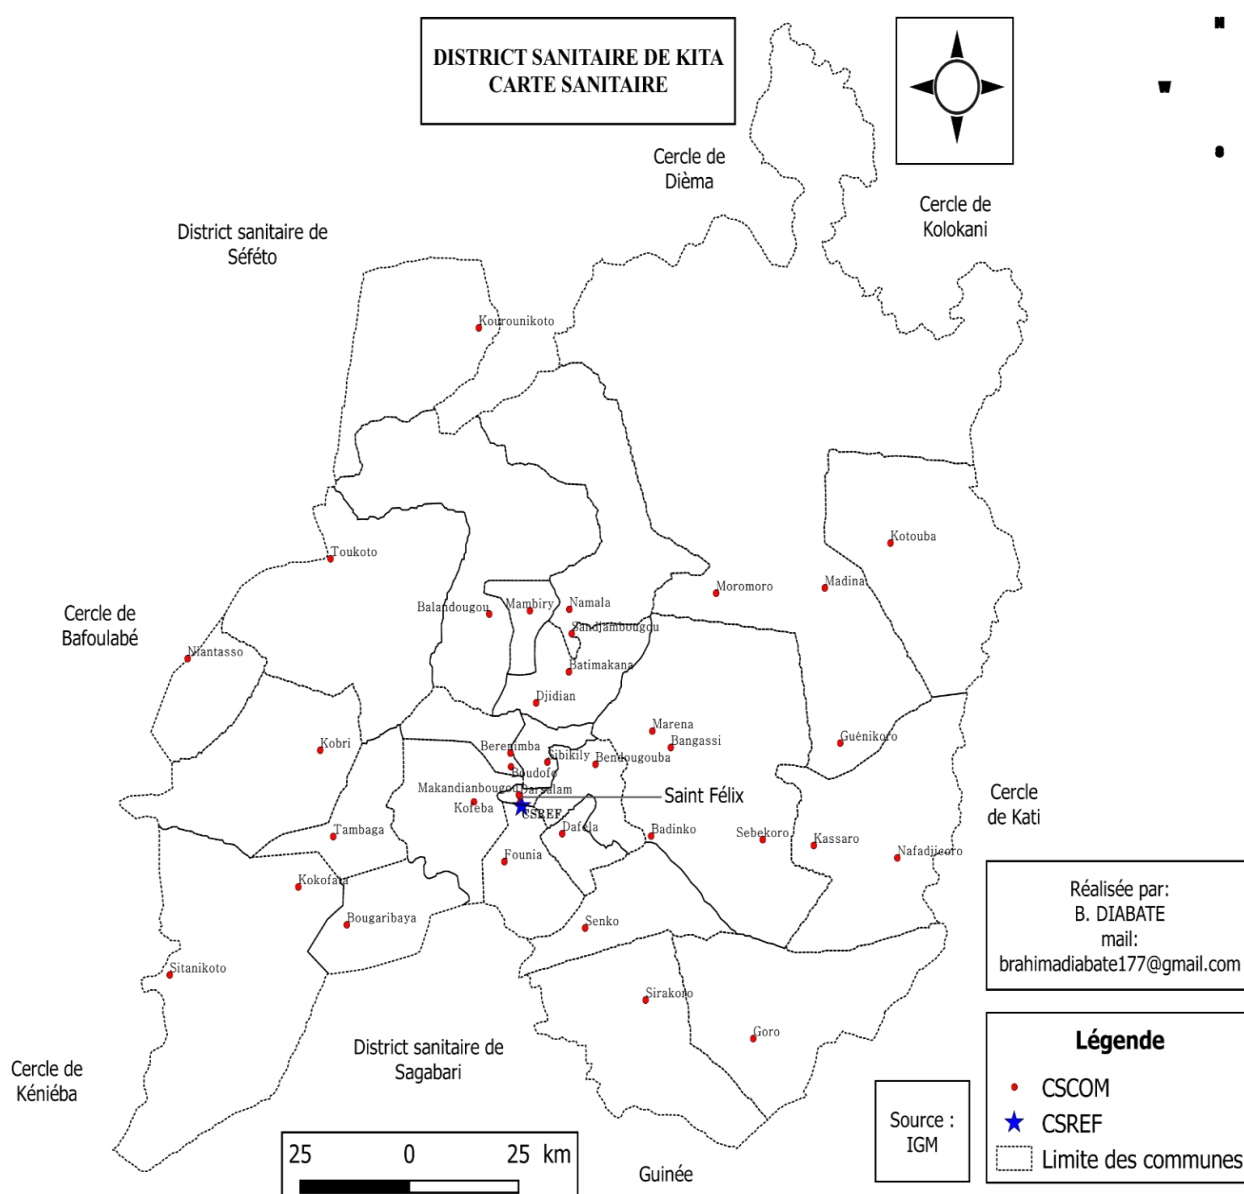 DISTRICT SANITAIRE DE KITA
CARTE SANITAIRE
N
W
S
Cercle de
Dièma
Cercle de
Kolokani
District sanitaire de
Séféto
Kourounikoto
Kotouba
Toukoto
Madina
Moromoro
Balandougou
Mambiry
Namala
Cercle de
Bafoulabé
Sandjambougou
Niantasso
Batimakana
Djidian
Marena
Kobri
Berenimba
Bangassi
Guénikoro
Sibikily
Bendougouba
Boudofo
Makandianbougou
Darsalam
Saint Félix
Cercle
de Kati
Kofeba
CSREF
Tambaga
Dafela
Badinko
Sebekoro
Kassaro
Founia
Nafadjicoro
Kokofata
Bougaribaya
Senko
Réalisée par:
B. DIABATE
mail:
brahimadiabate177@gmail.com
Sitanikoto
Sirakoro
Goro
District sanitaire de
Sagabari
Cercle de
Kéniéba
Légende
CSCOM
CSREF
Limite des communes
Source :
IGM
25 0 25 km
Guinée